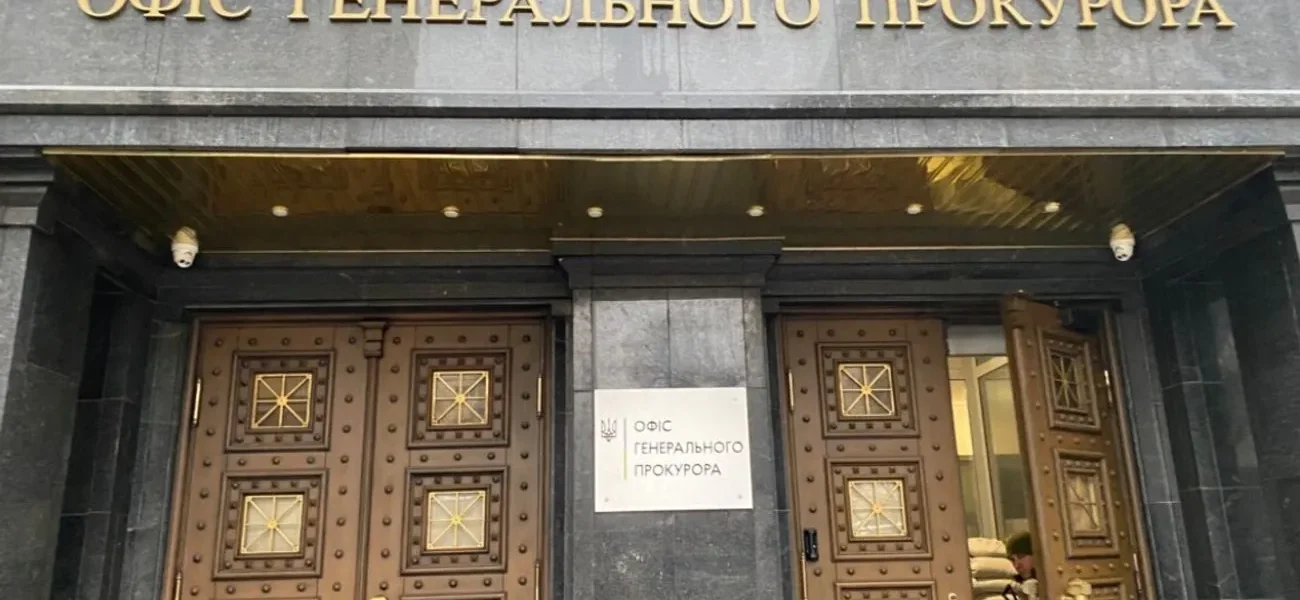 ОФІС ГЕНЕРАЛЬНОГО ПРОКУРОРА
ОФІС
ГЕНЕРАЛЬНОГО
ПРОКУРОРА